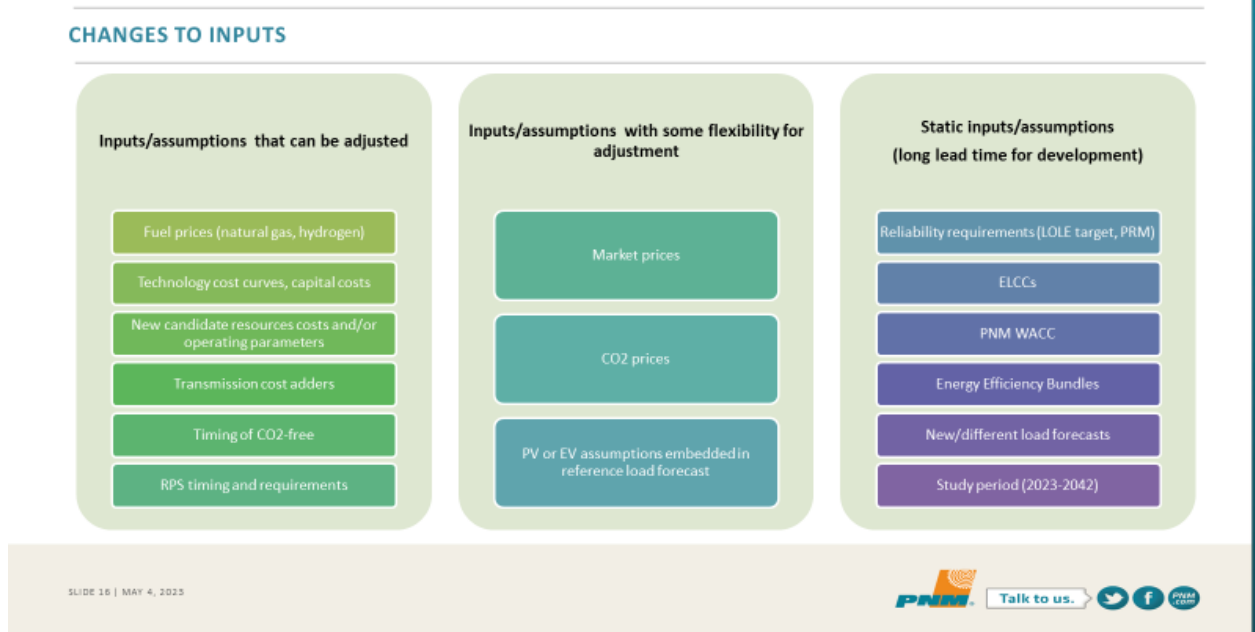 CHANGES TO INPUTS
Inputs/assumptions that can be adjusted
Fuel prices (natural gas, hydrogen)
Technology cost curves, capital costs
New candidate resources costs and/or
operating parameters
Transmission cost adders
Timing of CO2-free
RPS timing and requirements
Inputs/assumptions with some flexibility for
adjustment
Market prices
CO2 prices
PV or EV assumptions embedded in
reference load forecast
Static inputs/assumptions
(long lead time for development)
Reliability requirements (LOLE target, PRM)
ELCCs
PNM WACC
Energy Efficiency Bundles
New/different load forecasts
Study period (2023-2042)
SLIDE 16 | MAY 4, 2023
PNM.
Talk to us.
PNM
.com